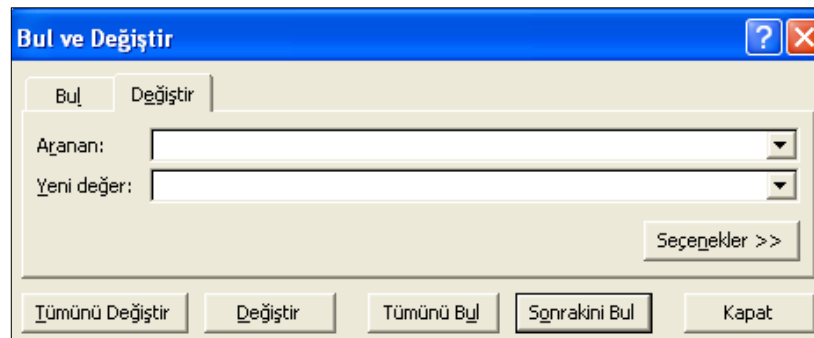 Bul ve Değiştir
Bul Değiştir
Aranan:
Yeni değer:
Seçenekler >>
Tümünü Değiştir Değiştir Tümünü Bul Sonrakini Bul Kapat